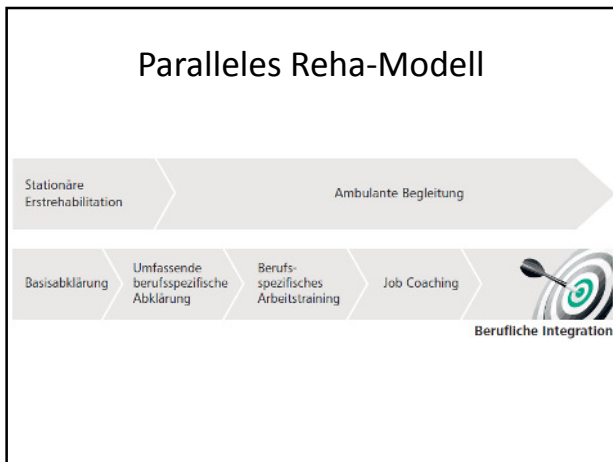 Paralleles Reha-Modell
Stationäre
Erstrehabilitation
Ambulante Begleitung
Basisabklärung
Umfassende
berufsspezifische
Abklärung
Berufs-
spezifisches
Arbeitstraining
Job Coaching
Berufliche Integration